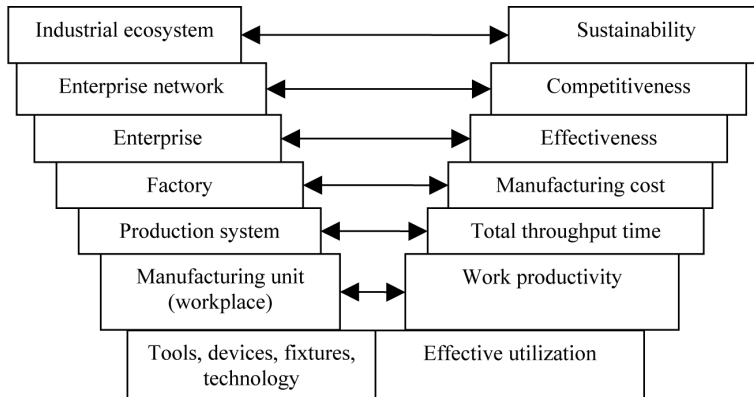 Industrial ecosystem
Sustainability
Enterprise network
Competitiveness
Enterprise
Effectiveness
Factory
Manufacturing cost
Production system
Total throughput time
Manufacturing unit
(workplace)
Work productivity
Tools, devices, fixtures,
technology
Effective utilization